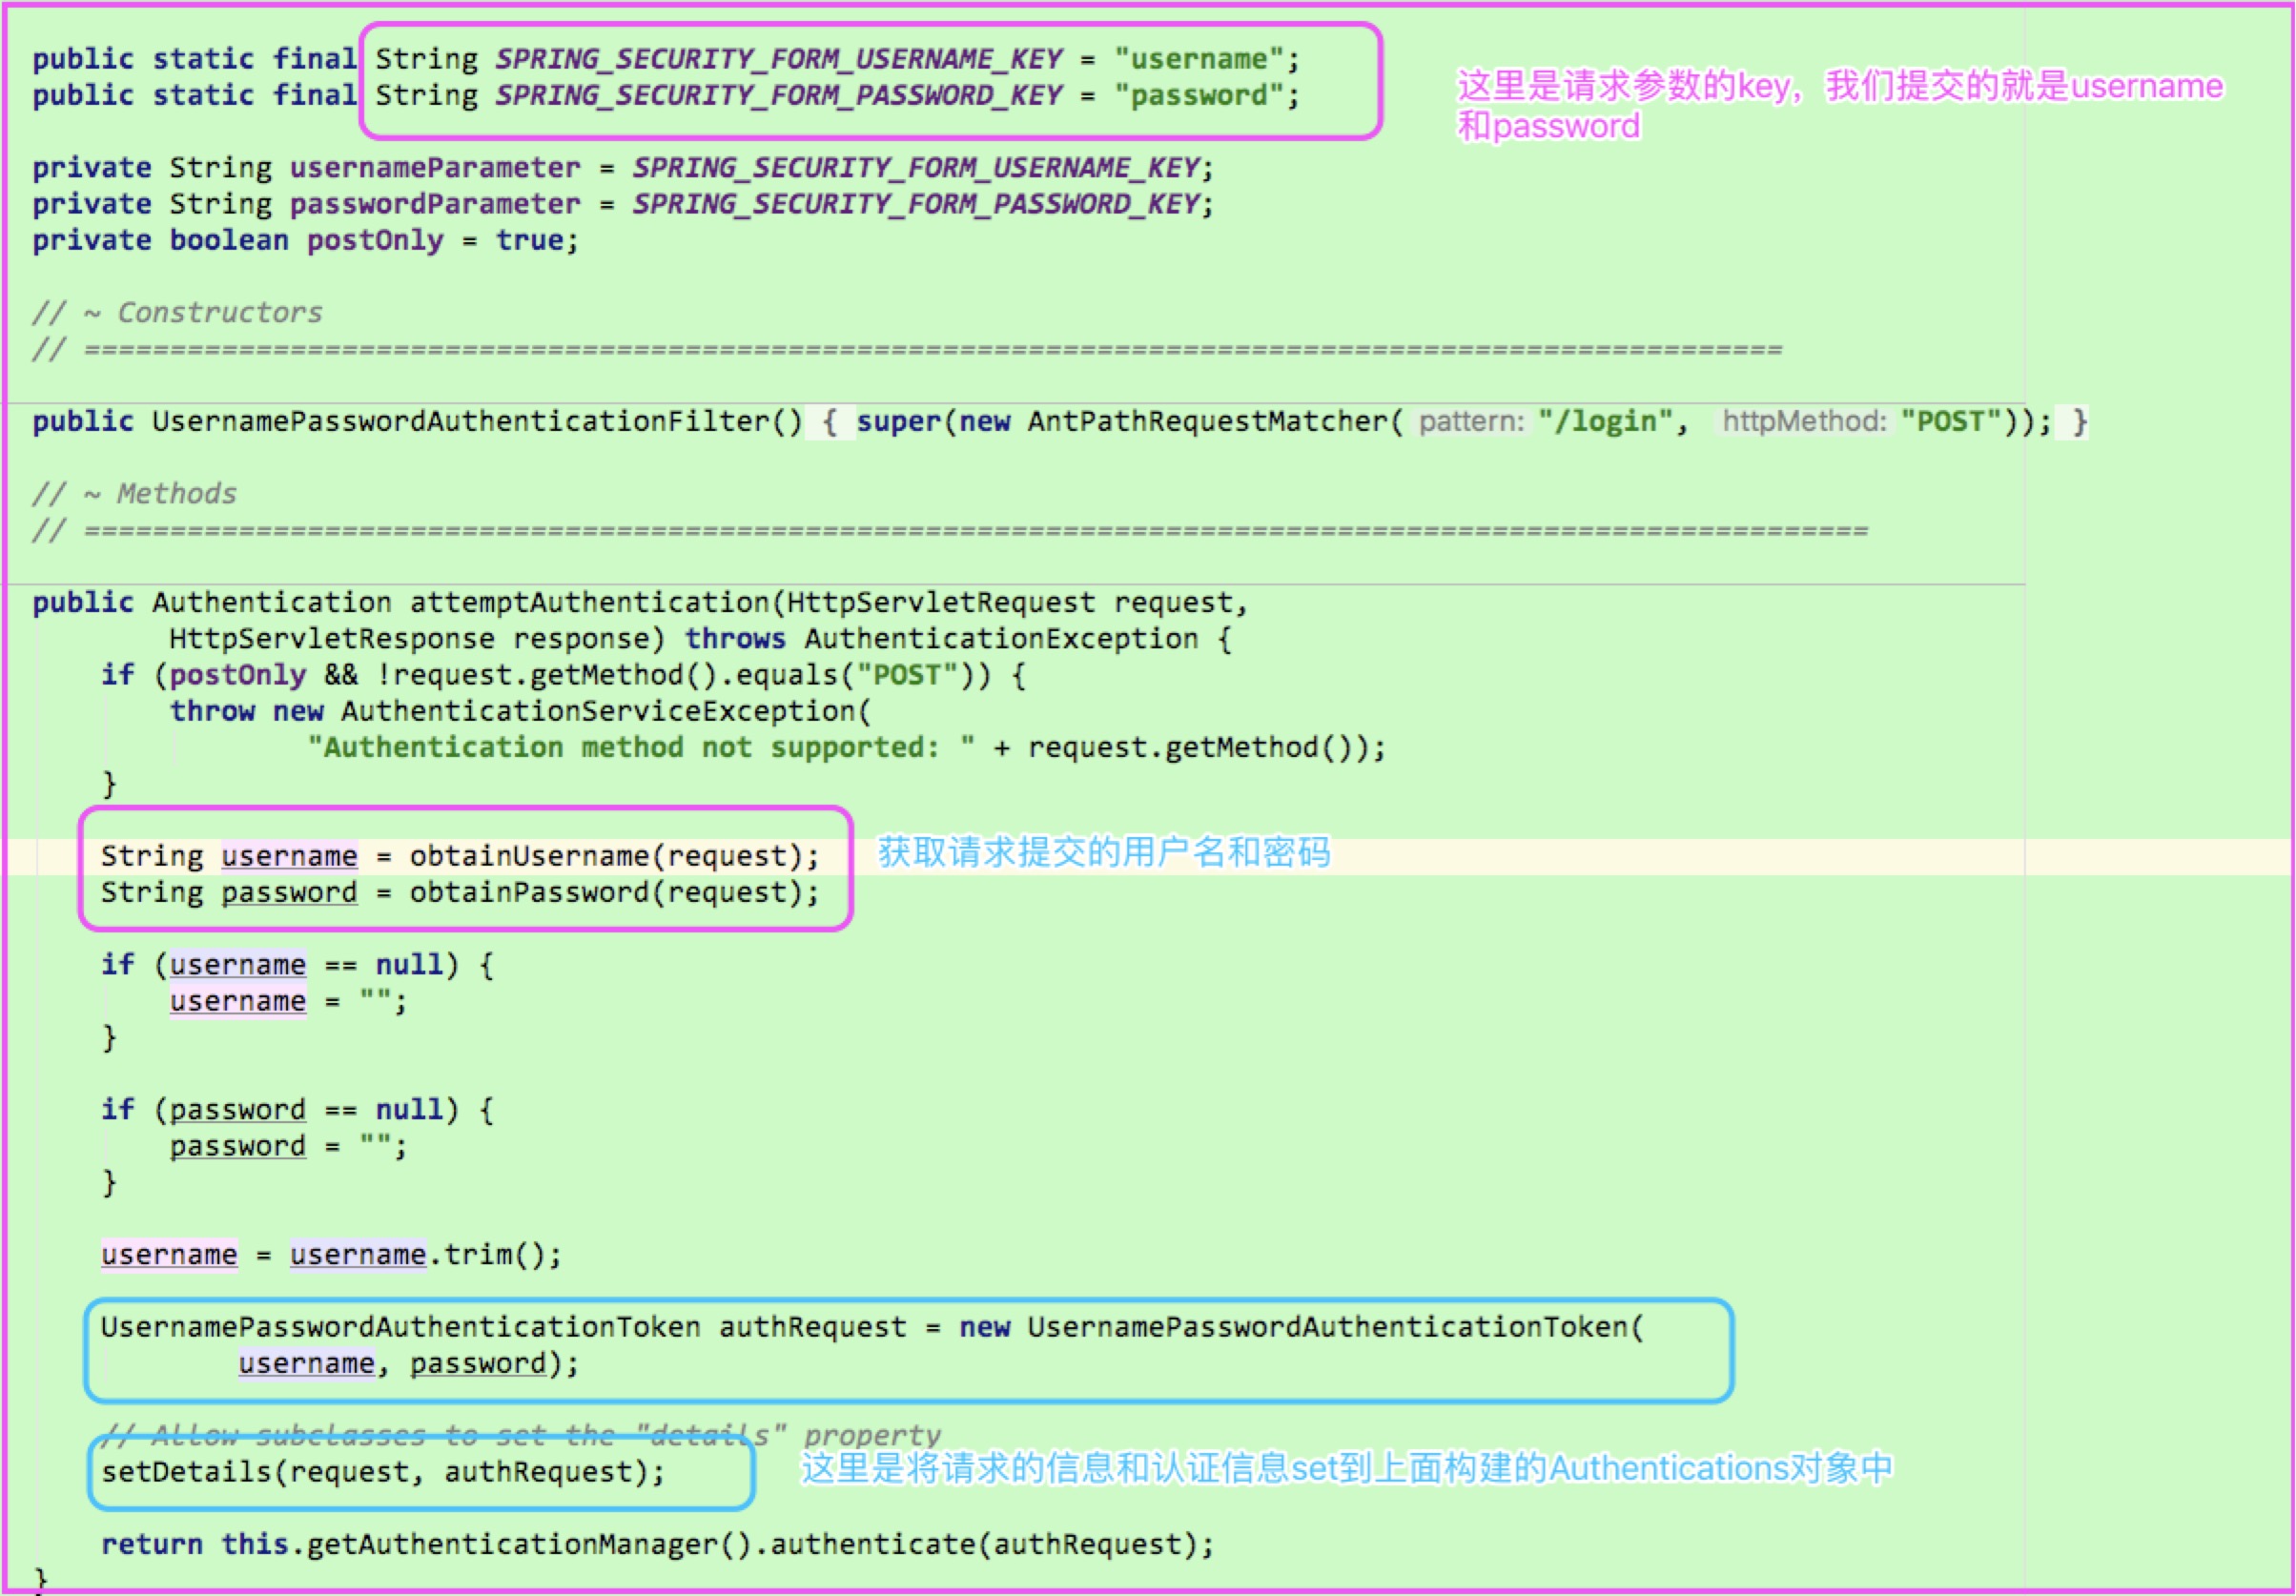 public static final String SPRING_SECURITY_FORM_USERNAME_KEY = "username";
public static final String SPRING_SECURITY_FORM_PASSWORD_KEY = "password";
这里是请求参数的key，我们提交的就是username
和password
private String usernameParameter = SPRING_SECURITY_FORM_USERNAME_KEY;
private String passwordParameter = SPRING_SECURITY_FORM_PASSWORD_KEY;
private boolean postOnly = true;
// ~ Constructors
// ===================================================================================================
public UsernamePasswordAuthenticationFilter() { super(new AntPathRequestMatcher( pattern: "/login", httpMethod: "POST")); }
// ~ Methods
// ========================================================================================================
public Authentication attemptAuthentication(HttpServletRequest request,
HttpServletResponse response) throws AuthenticationException {
if (postOnly && !request.getMethod().equals("POST")) {
throw new AuthenticationServiceException(
"Authentication method not supported: " + request.getMethod());
}
String username = obtainUsername(request); 获取请求提交的用户名和密码
String password = obtainPassword(request);
if (username == null) {
username = "";
}
if (password == null) {
password = "";
}
username = username.trim();
UsernamePasswordAuthenticationToken authRequest = new UsernamePasswordAuthenticationToken(
username, password);
// Allow subclasses to set the "details" property
setDetails(request, authRequest); 这里是将请求的信息和认证信息set到上面构建的Authentications对象中
return this.getAuthenticationManager().authenticate(authRequest);
}